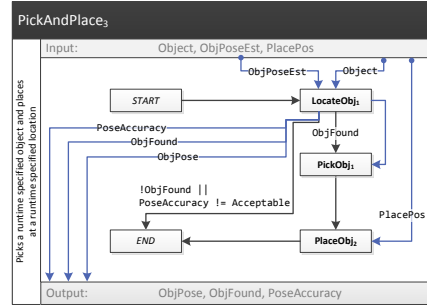 PickAndPlace₃
Picks a runtime specified object and places
at a runtime specified location
Input: Object, ObjPoseEst, PlacePos
ObjPoseEst
Object
START
LocateObj₁
PoseAccuracy
ObjFound
ObjFound
ObjPose
PickObj₁
!ObjFound ||
PoseAccuracy != Acceptable
PlacePos
END
PlaceObj₂
Output: ObjPose, ObjFound, PoseAccuracy